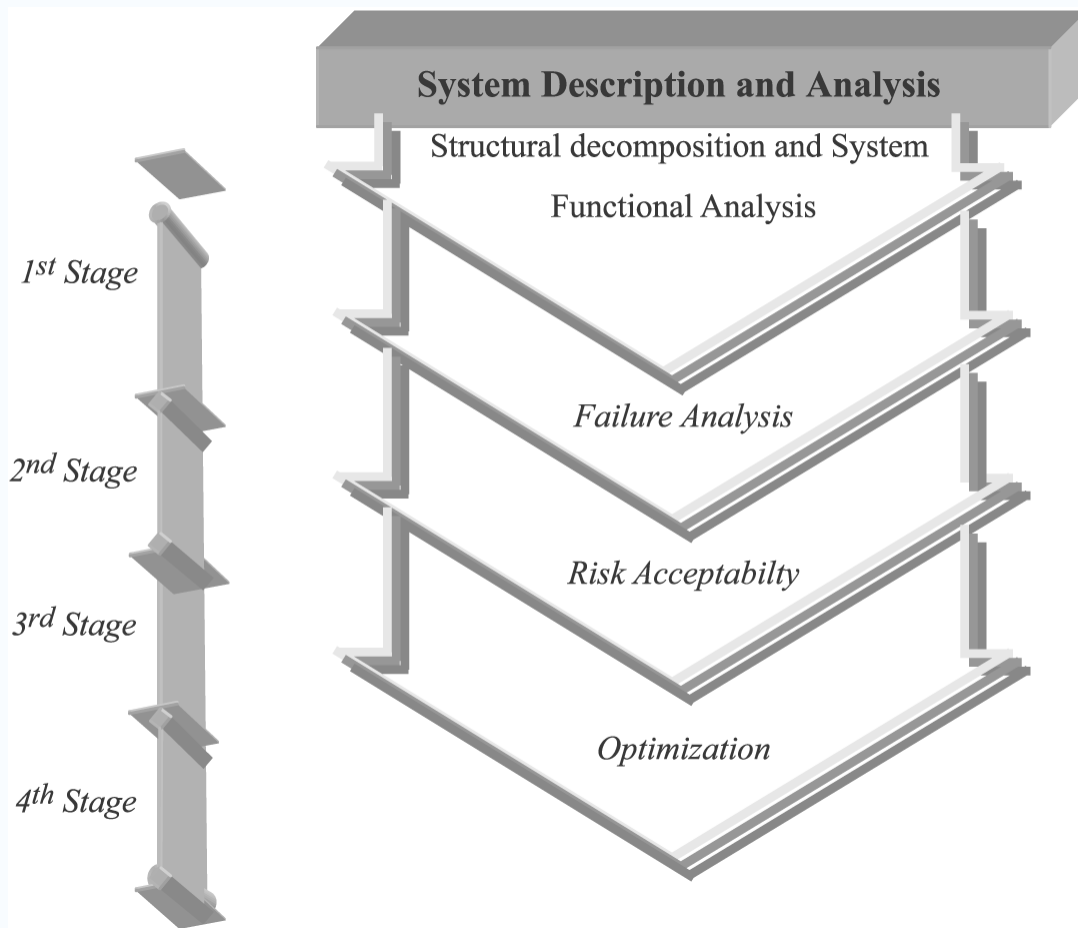 System Description and Analysis
Structural decomposition and System
Functional Analysis
1st Stage
Failure Analysis
2nd Stage
Risk Acceptabilty
3rd Stage
Optimization
4th Stage